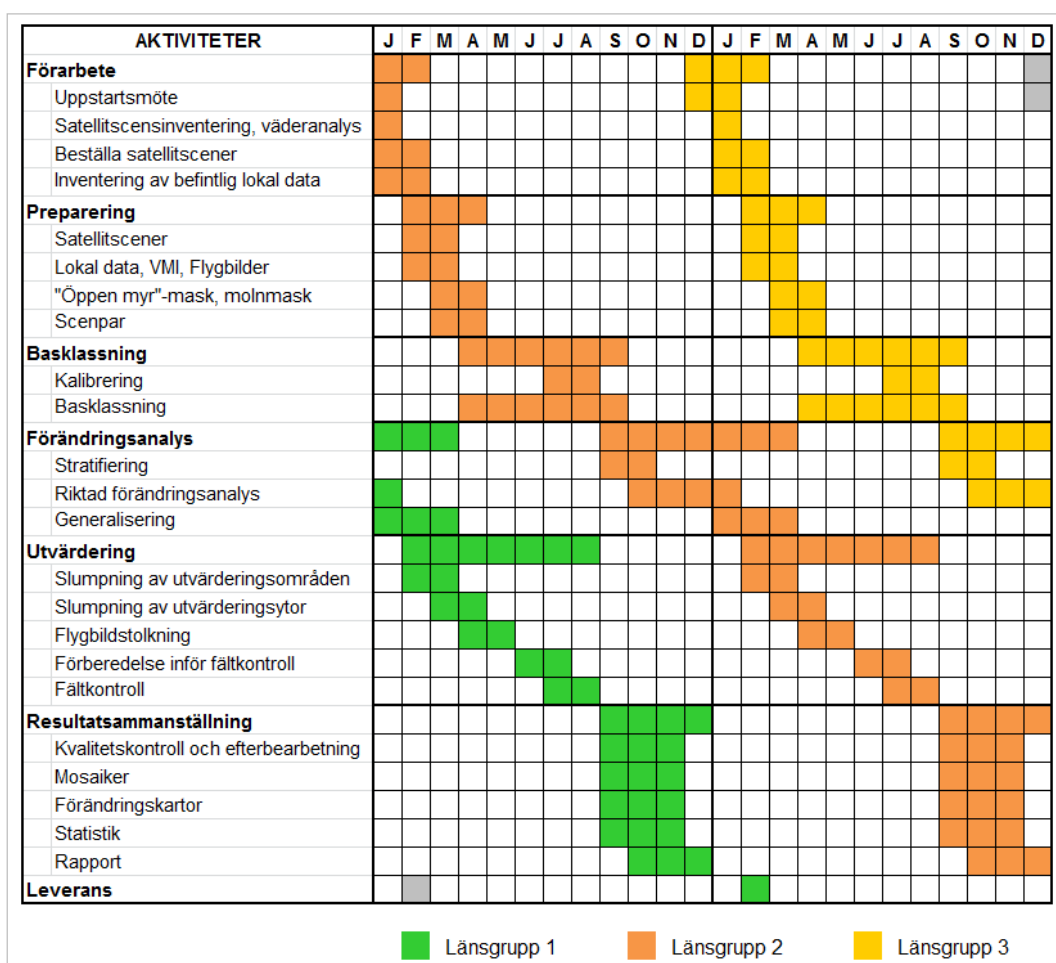 AKTIVITETER J F M A M J J A S O N D J F M A M J J A S O N D
Förarbete
Uppstartsmöte
Satellitscensinventering, väderanalys
Beställa satellitscener
Inventering av befintlig lokal data
Preparering
Satellitscener
Lokal data, VMI, Flygbilder
"Öppen myr"-mask, molnmask
Scenpar
Basklassning
Kalibrering
Basklassning
Förändringsanalys
Stratifiering
Riktad förändringsanalys
Generalisering
Utvärdering
Slumpning av utvärderingsområden
Slumpning av utvärderingsytor
Flygbildstolkning
Förberedelse inför fältkontroll
Fältkontroll
Resultatsammanställning
Kvalitetskontroll och efterbearbetning
Mosaiker
Förändringskartor
Statistik
Rapport
Leverans
Länsgrupp 1 Länsgrupp 2 Länsgrupp 3